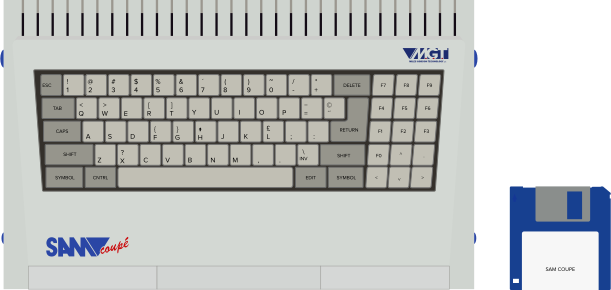 MGT
ESC ! 1 @ 2 # 3 $ 4 % 5 & 6 ' 7 ( 8 ) 9 ~ 0 / - * + DELETE F7 F8 F9
TAB < Q > W E [ R ] T Y U I O P = © F4 F5 F6
CAPS A S D { F } G H J K £ L ; : RETURN F1 F2 F3
SHIFT Z ? X C V B N M , . \ INV SHIFT F0 ^ .
SYMBOL CNTRL EDIT SYMBOL < ⌄ >
SAM coupé
SAM COUPE